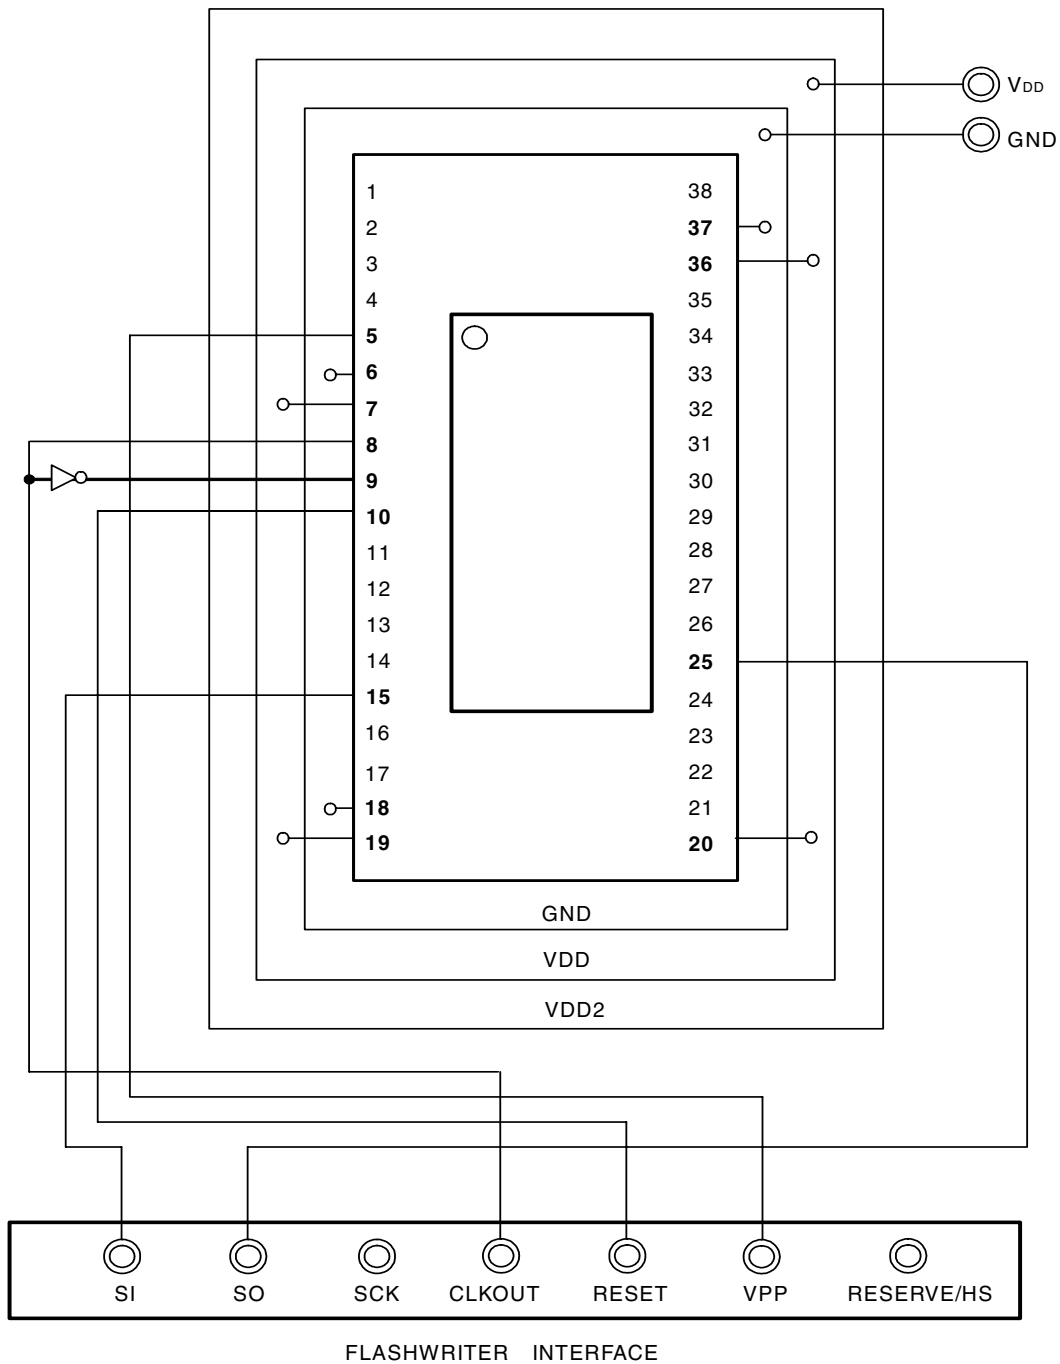 VDD
GND
1 38
2 37
3 36
4 35
5 34
6 33
7 32
8 31
9 30
10 29
11 28
12 27
13 26
14 25
15 24
16 23
17 22
18 21
19 20
GND
VDD
VDD2
SI SO SCK CLKOUT RESET VPP RESERVE/HS
FLASHWRITER INTERFACE